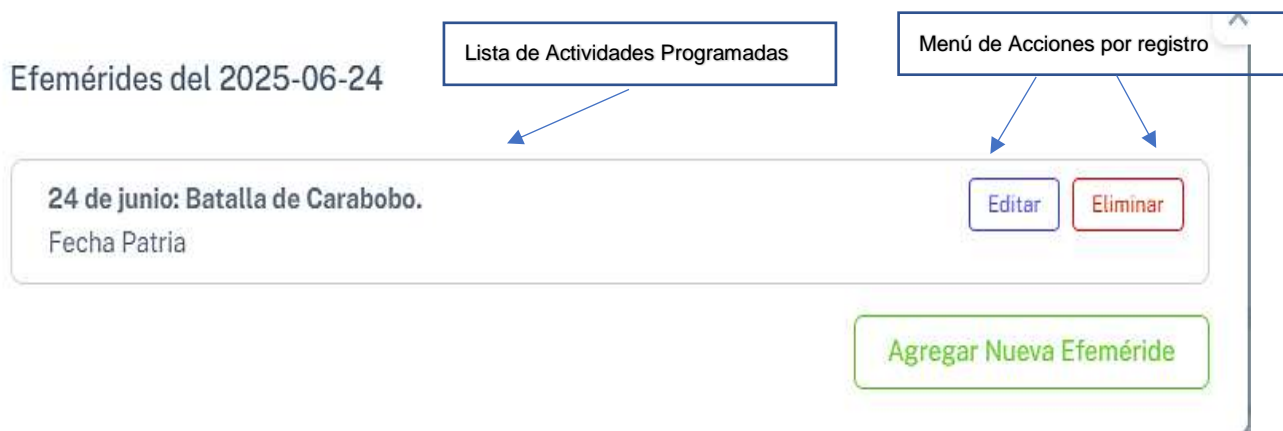 Lista de Actividades Programadas
Menú de Acciones por registro
Efemérides del 2025-06-24
24 de junio: Batalla de Carabobo.
Editar
Eliminar
Fecha Patria
Agregar Nueva Efeméride